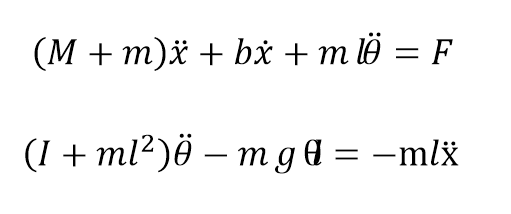 (M + m)ẍ + bẋ + m lθ̈ = F
(I + ml²)θ̈ − m g θl = −mlẍ